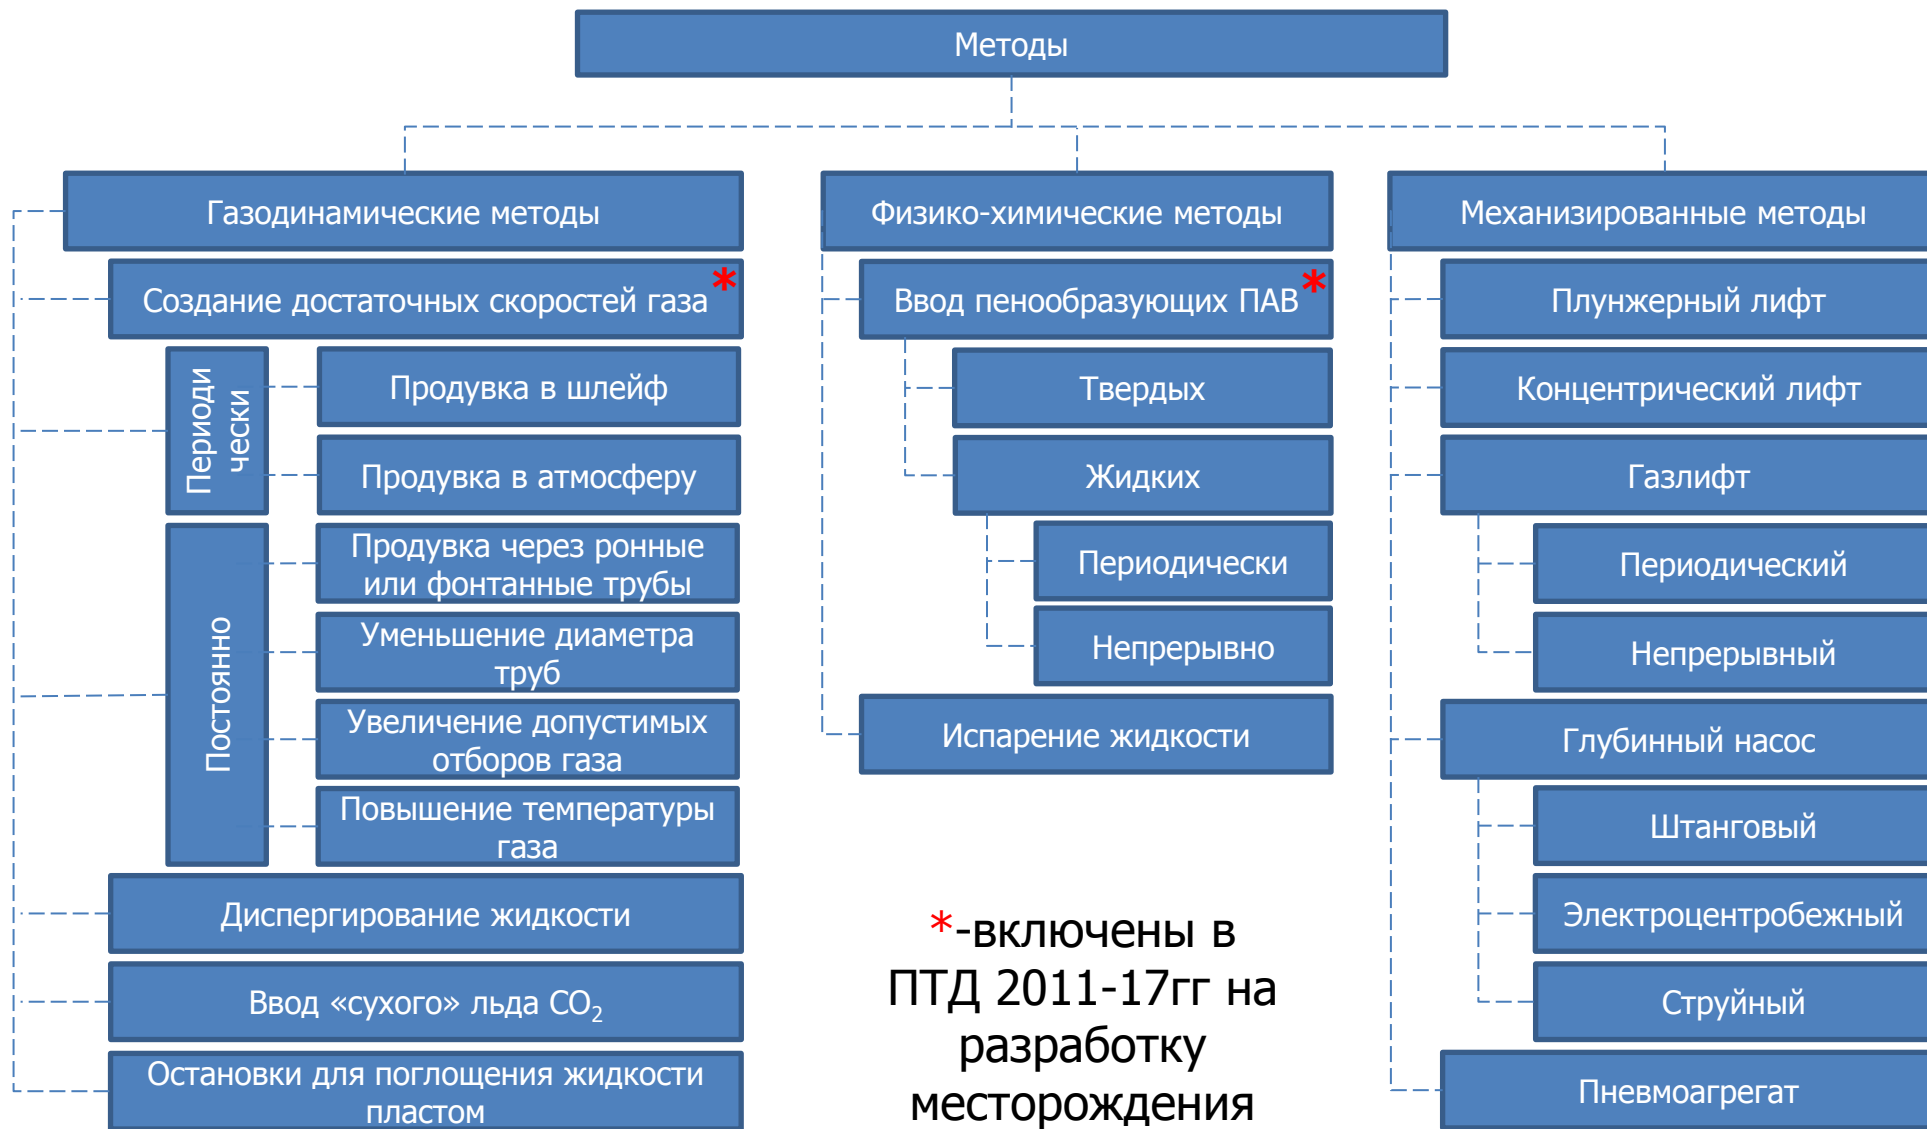 Методы
Газодинамические методы
Создание достаточных скоростей газа *
Периоди
чески
Продувка в шлейф
Продувка в атмосферу
Постоянно
Продувка через ронные
или фонтанные трубы
Уменьшение диаметра
труб
Увеличение допустимых
отборов газа
Повышение температуры
газа
Диспергирование жидкости
Ввод «сухого» льда CO₂
Остановки для поглощения жидкости
пластом
Физико-химические методы
Ввод пенообразующих ПАВ *
Твердых
Жидких
Периодически
Непрерывно
Испарение жидкости
*-включены в
ПТД 2011-17гг на
разработку
месторождения
Механизированные методы
Плунжерный лифт
Концентрический лифт
Газлифт
Периодический
Непрерывный
Глубинный насос
Штанговый
Электроцентробежный
Струйный
Пневмоагрегат